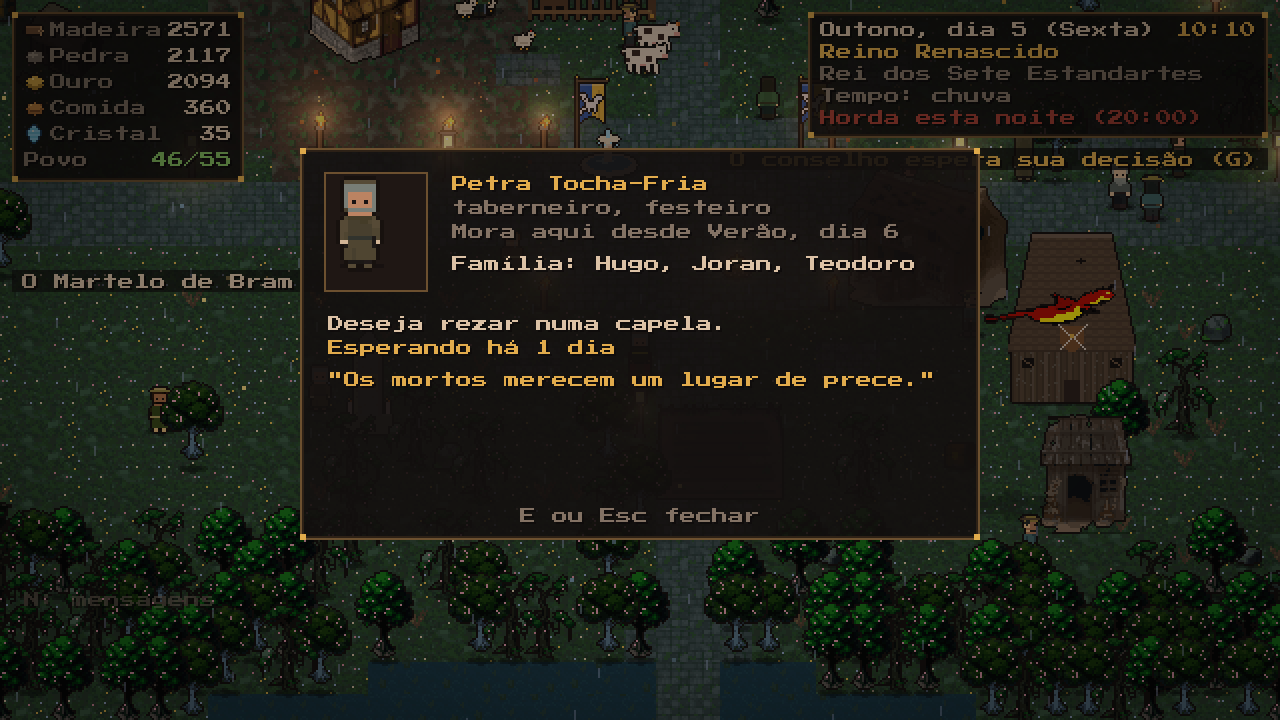 Madeira 2571
Pedra 2117
Ouro 2094
Comida 360
Cristal 35
Povo 46/55
Outono, dia 5 (Sexta) 10:10
Reino Renascido
Rei dos Sete Estandartes
Tempo: chuva
Horda esta noite (20:00)
O conselho espera sua decisão (G)
Petra Tocha-Fria
taberneiro, festeiro
Mora aqui desde Verão, dia 6
Família: Hugo, Joran, Teodoro
O Martelo de Bram
Deseja rezar numa capela.
Esperando há 1 dia
"Os mortos merecem um lugar de prece."
E ou Esc fechar
N: mensagens